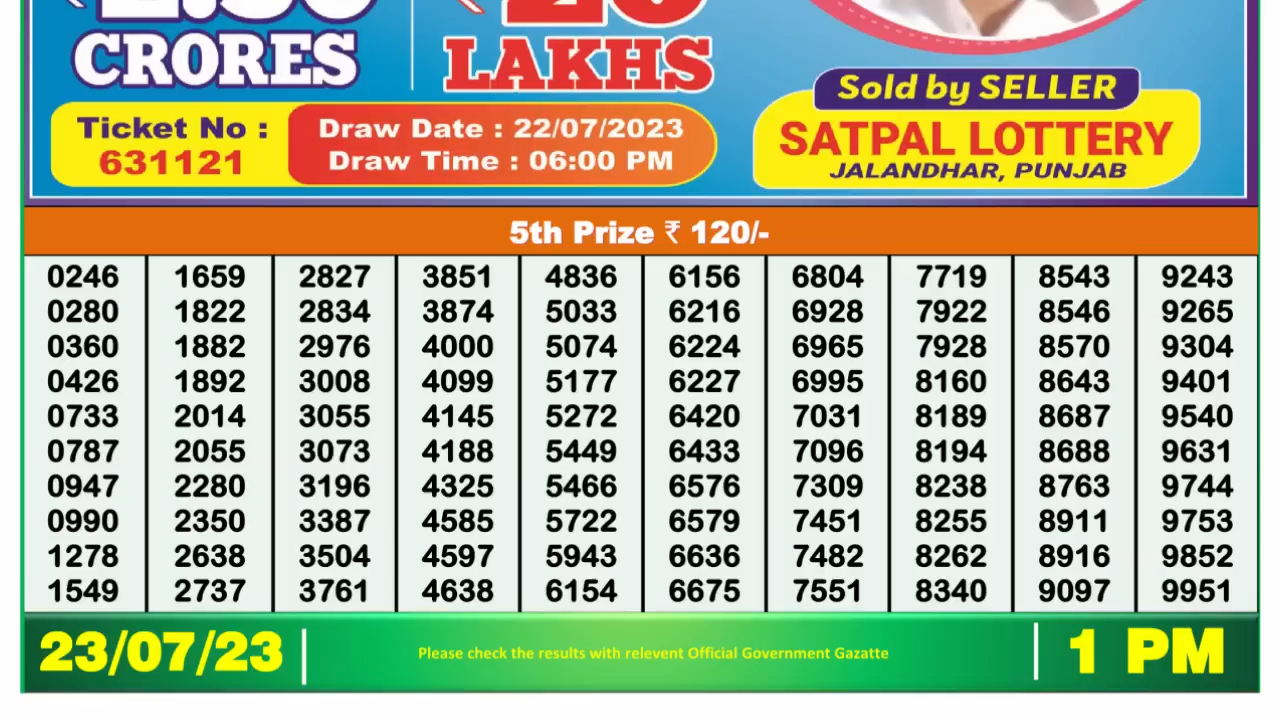 CRORES
LAKHS
Sold by SELLER
Ticket No :
631121
Draw Date : 22/07/2023
Draw Time : 06:00 PM
SATPAL LOTTERY
JALANDHAR, PUNJAB
5th Prize ₹ 120/-
0246 1659 2827 3851 4836 6156 6804 7719 8543 9243
0280 1822 2834 3874 5033 6216 6928 7922 8546 9265
0360 1882 2976 4000 5074 6224 6965 7928 8570 9304
0426 1892 3008 4099 5177 6227 6995 8160 8643 9401
0733 2014 3055 4145 5272 6420 7031 8189 8687 9540
0787 2055 3073 4188 5449 6433 7096 8194 8688 9631
0947 2280 3196 4325 5466 6576 7309 8238 8763 9744
0990 2350 3387 4585 5722 6579 7451 8255 8911 9753
1278 2638 3504 4597 5943 6636 7482 8262 8916 9852
1549 2737 3761 4638 6154 6675 7551 8340 9097 9951
23/07/23
Please check the results with relevent Official Government Gazatte
1 PM